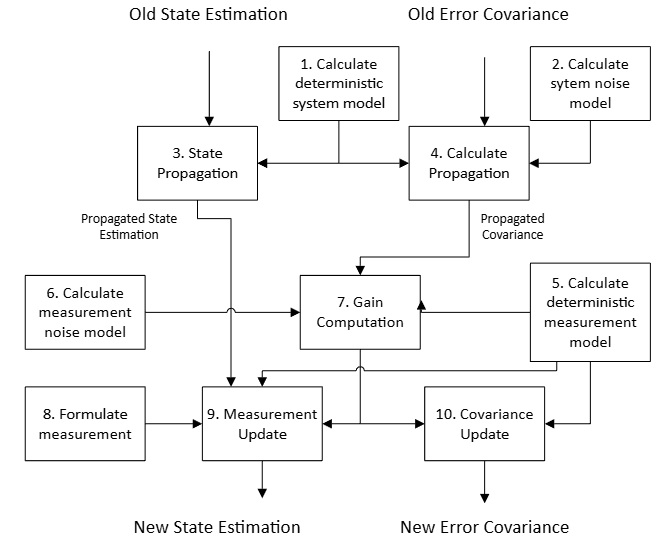 Old State Estimation
Old Error Covariance
1. Calculate
deterministic
system model
2. Calculate
sytem noise
model
3. State
Propagation
4. Calculate
Propagation
Propagated State
Estimation
Propagated
Covariance
6. Calculate
measurement
noise model
7. Gain
Computation
5. Calculate
deterministic
measurement
model
8. Formulate
measurement
9. Measurement
Update
10. Covariance
Update
New State Estimation
New Error Covariance